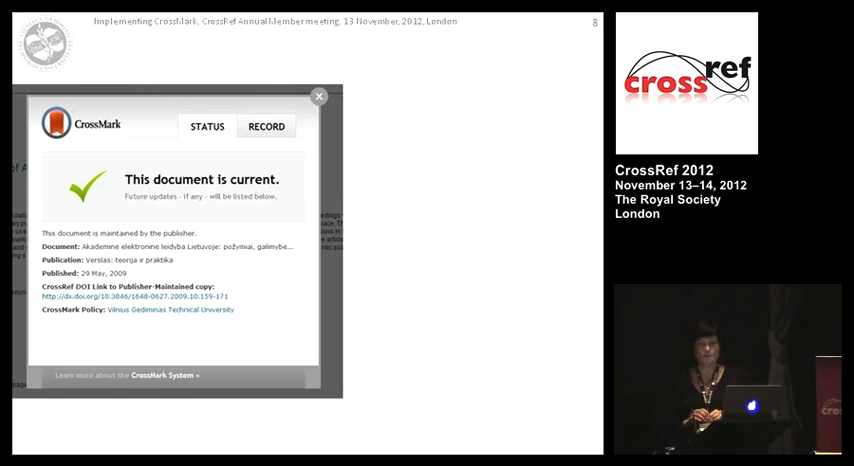 Implementing CrossMark, CrossRef Annual Member meeting, 13 November, 2012, London
8
CrossMark
STATUS
RECORD
This document is current.
Future updates - if any - will be listed below.
This document is maintained by the publisher.
Document: Akademinė elektroninė leidyba Lietuvoje: požymiai, galimybe...
Publication: Verslas: teorija ir praktika
Published: 29 May, 2009
CrossRef DOI Link to Publisher-Maintained copy:
http://dx.doi.org/10.3846/1648-0627.2009.10.159-171
CrossMark Policy: Vilnius Gediminas Technical University
Learn more about the CrossMark System »
crossref
CrossRef 2012
November 13–14, 2012
The Royal Society
London